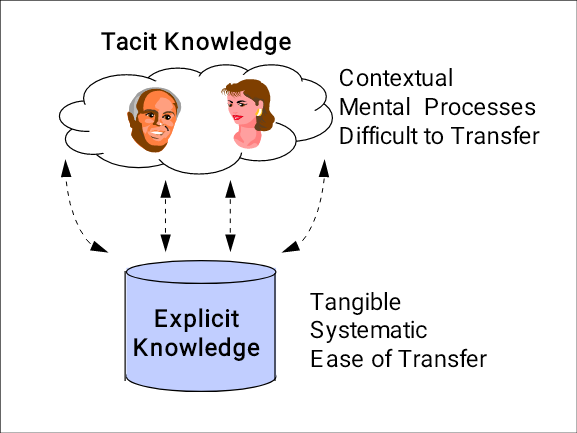 Tacit Knowledge
Contextual
Mental Processes
Difficult to Transfer
Explicit
Knowledge
Tangible
Systematic
Ease of Transfer